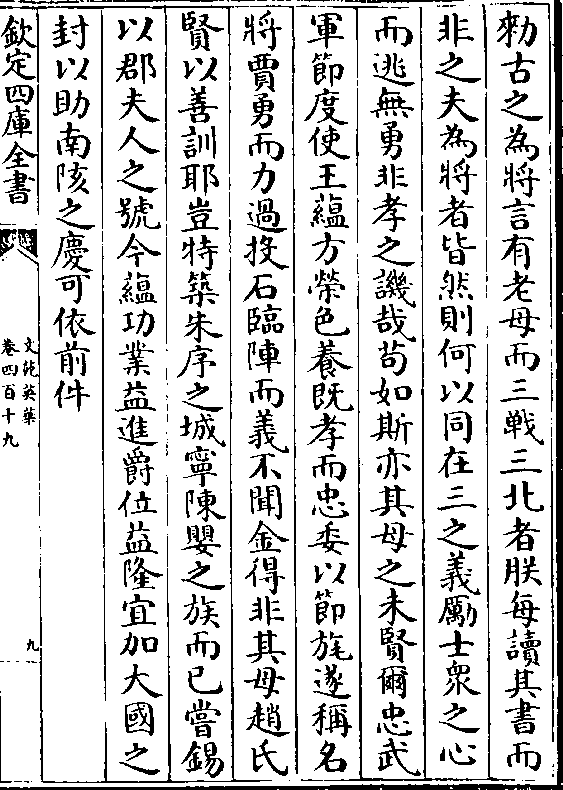 勑古之為將言有老母而三戰三北者朕每讀其書而
非之夫為將者皆然則何以同在三之義勵士衆之心
而逃無勇非孝之譏哉苟如斯亦其母之未賢爾忠武
軍節度使王蘊方榮色養既孝而忠委以節旄遂稱名
將賈勇而力過投石臨陣而義不聞金得非其母趙氏
賢以善訓耶豈特築朱序之城寧陳嬰之族而已嘗錫
以郡夫人之號今蘊功業益進爵位益隆宜加大國之
封以助南陔之慶可依前件
欽定四庫全書
文苑英華
卷四百十九
九